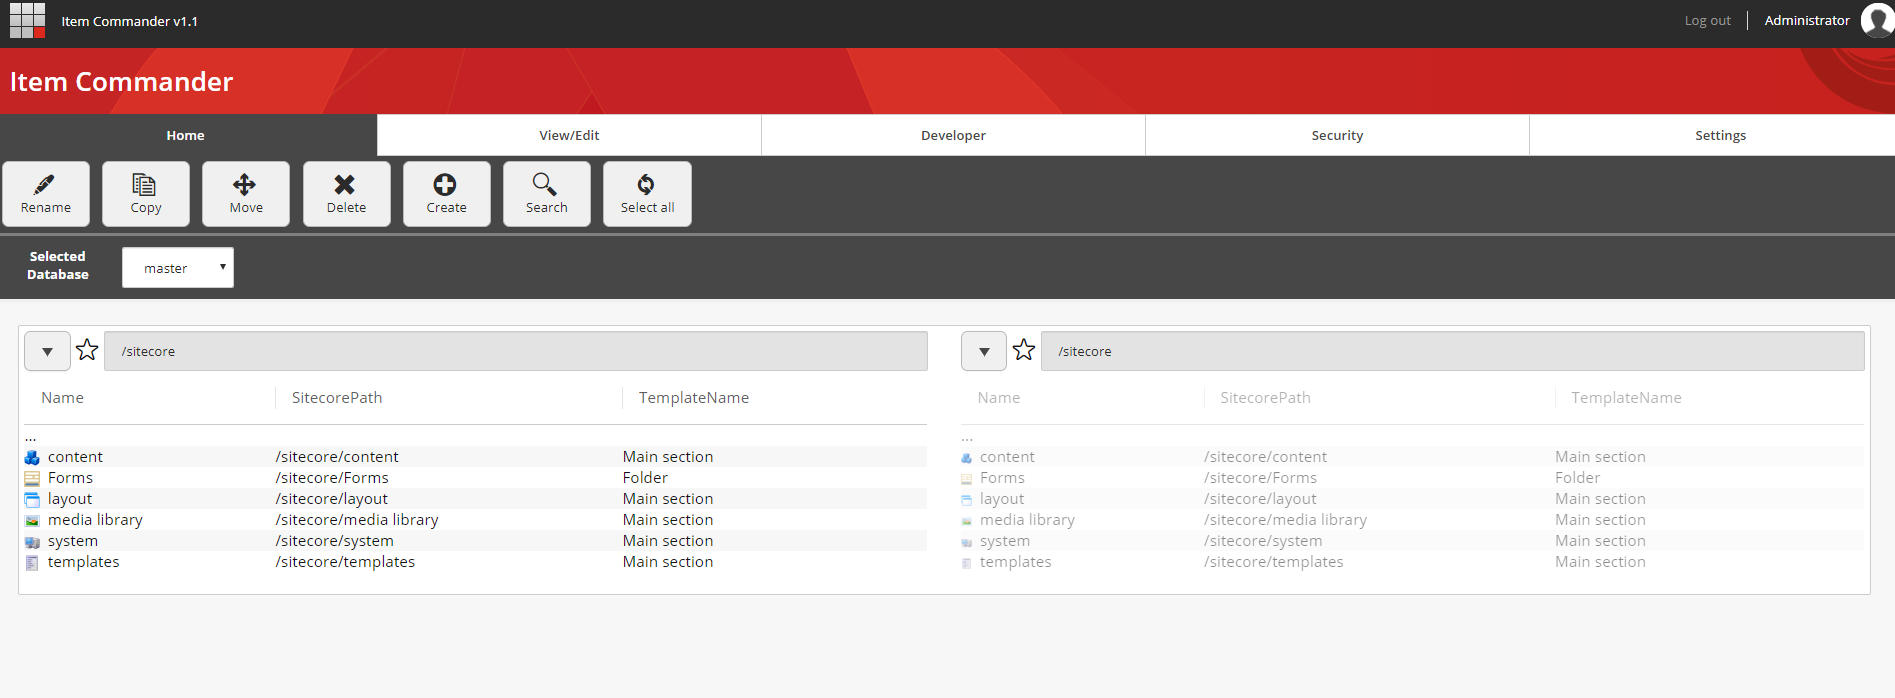 Item Commander v1.1
Log out
Administrator
Item Commander
Home View/Edit Developer Security Settings
Rename Copy Move Delete Create Search Select all
Selected
Database
master
/sitecore
Name SitecorePath TemplateName
...
content /sitecore/content Main section
Forms /sitecore/Forms Folder
layout /sitecore/layout Main section
media library /sitecore/media library Main section
system /sitecore/system Main section
templates /sitecore/templates Main section
/sitecore
Name SitecorePath TemplateName
...
content /sitecore/content Main section
Forms /sitecore/Forms Folder
layout /sitecore/layout Main section
media library /sitecore/media library Main section
system /sitecore/system Main section
templates /sitecore/templates Main section